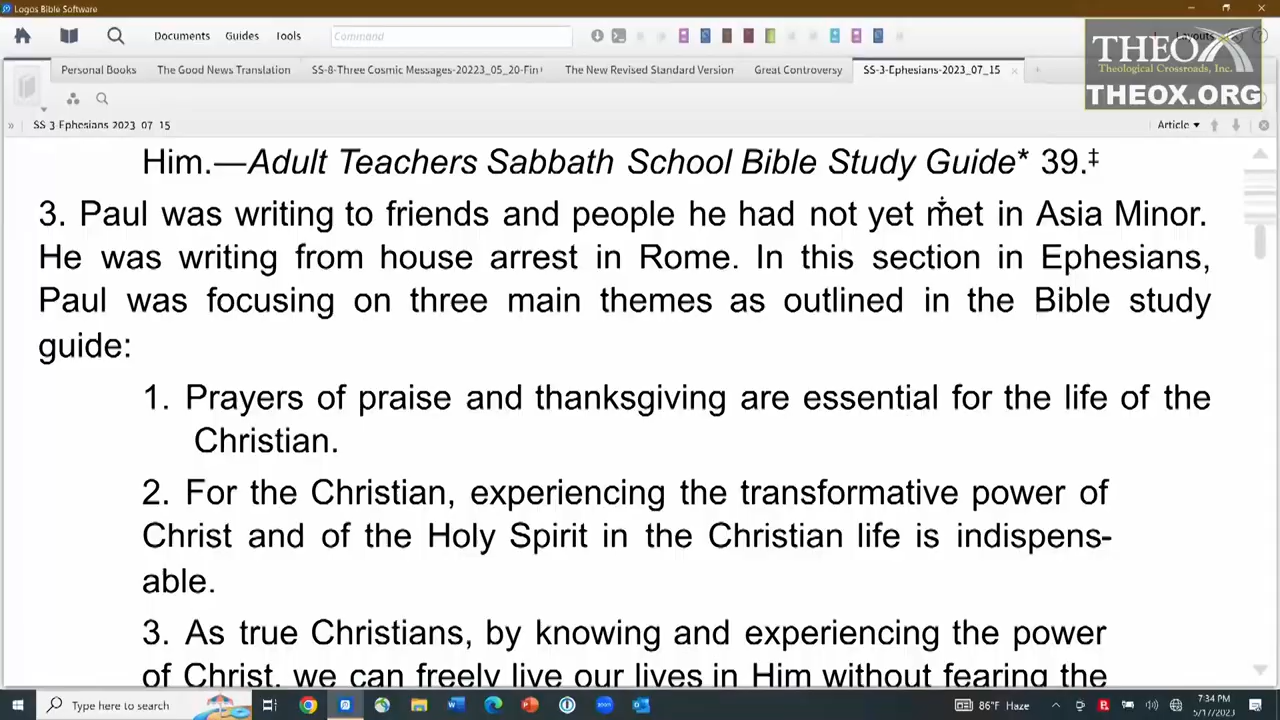 Logos Bible Software
Documents Guides Tools Command
THEOX
Theological Crossroads, Inc.
THEOX.ORG
Personal Books The Good News Translation SS-8-Three Cosmic Messages The New Revised Standard Version Great Controversy SS-3-Ephesians-2023_07_15
SS-3-Ephesians-2023_07_15 Article
Him.—Adult Teachers Sabbath School Bible Study Guide* 39.‡
3. Paul was writing to friends and people he had not yet met in Asia Minor.
He was writing from house arrest in Rome. In this section in Ephesians,
Paul was focusing on three main themes as outlined in the Bible study
guide:
1. Prayers of praise and thanksgiving are essential for the life of the
Christian.
2. For the Christian, experiencing the transformative power of
Christ and of the Holy Spirit in the Christian life is indispens-
able.
3. As true Christians, by knowing and experiencing the power
of Christ, we can freely live our lives in Him without fearing the
Type here to search 86°F Haze 7:34 PM
5/17/2023